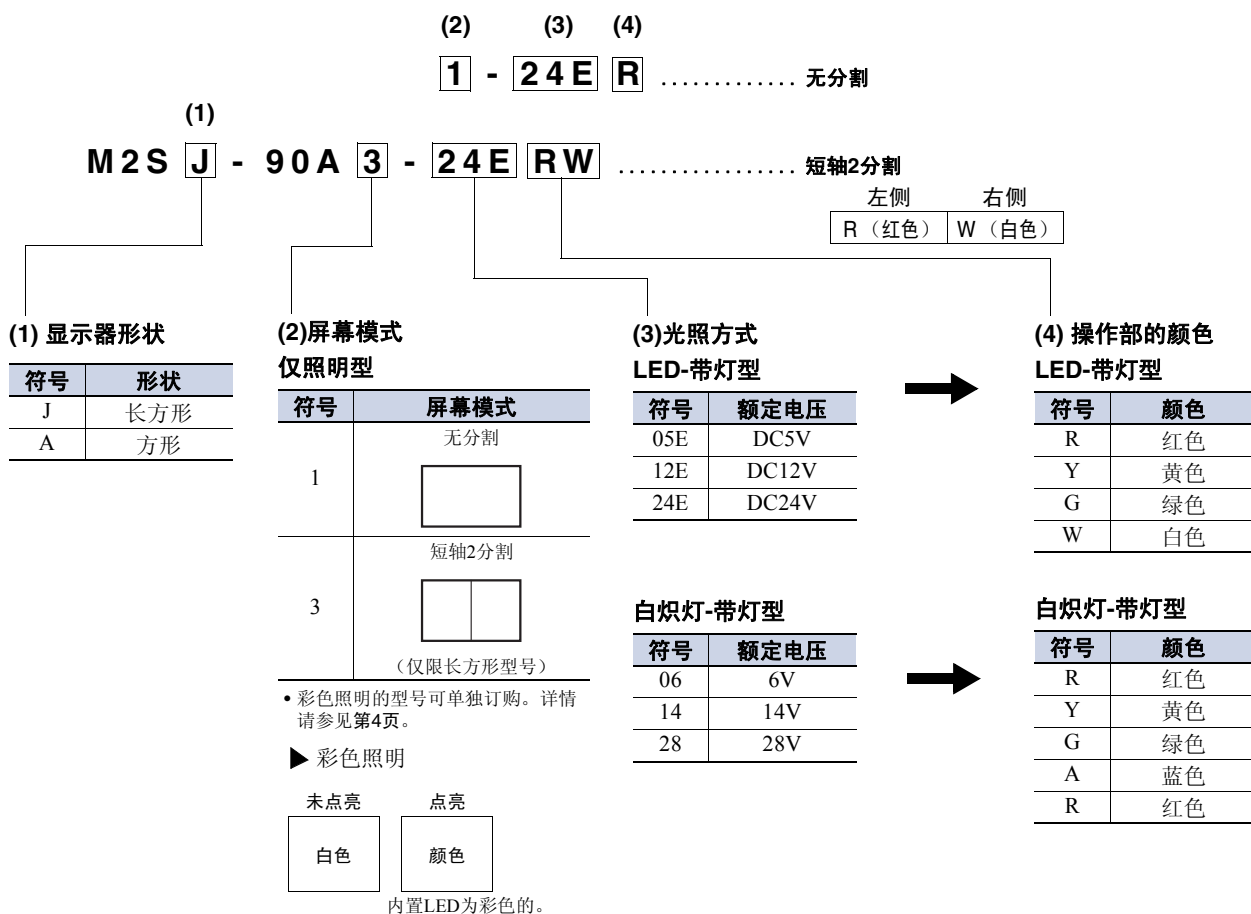 (2) (3) (4)
1 - 24E R ............. 无分割
(1)
M2S J - 90A 3 - 24E RW ................. 短轴2分割
左侧 右侧
R（红色） W（白色）
(1) 显示器形状
符号 形状
J 长方形
A 方形
(2)屏幕模式
仅照明型
符号 屏幕模式
1 无分割
3 短轴2分割
（仅限长方形型号）
• 彩色照明的型号可单独订购。详情
请参见第4页。
▶ 彩色照明
未点亮 点亮
白色 颜色
内置LED为彩色的。
(3)光照方式
LED-带灯型
符号 额定电压
05E DC5V
12E DC12V
24E DC24V
白炽灯-带灯型
符号 额定电压
06 6V
14 14V
28 28V
(4) 操作部的颜色
LED-带灯型
符号 颜色
R 红色
Y 黄色
G 绿色
W 白色
白炽灯-带灯型
符号 颜色
R 红色
Y 黄色
G 绿色
A 蓝色
R 红色